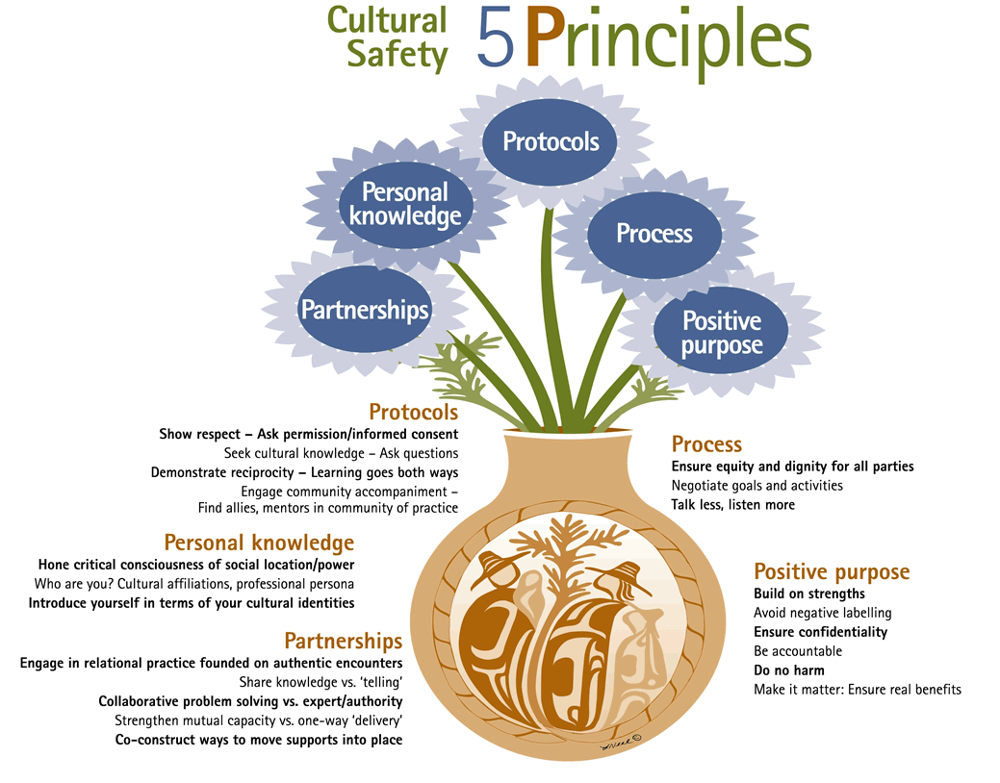 Cultural
Safety
5 Principles
Protocols
Personal
knowledge
Process
Partnerships
Positive
purpose
Protocols
Show respect – Ask permission/informed consent
Seek cultural knowledge – Ask questions
Demonstrate reciprocity – Learning goes both ways
Engage community accompaniment –
Find allies, mentors in community of practice
Personal knowledge
Hone critical consciousness of social location/power
Who are you? Cultural affiliations, professional persona
Introduce yourself in terms of your cultural identities
Partnerships
Engage in relational practice founded on authentic encounters
Share knowledge vs. ‘telling’
Collaborative problem solving vs. expert/authority
Strengthen mutual capacity vs. one-way ‘delivery’
Co-construct ways to move supports into place
Process
Ensure equity and dignity for all parties
Negotiate goals and activities
Talk less, listen more
Positive purpose
Build on strengths
Avoid negative labelling
Ensure confidentiality
Be accountable
Do no harm
Make it matter: Ensure real benefits
©